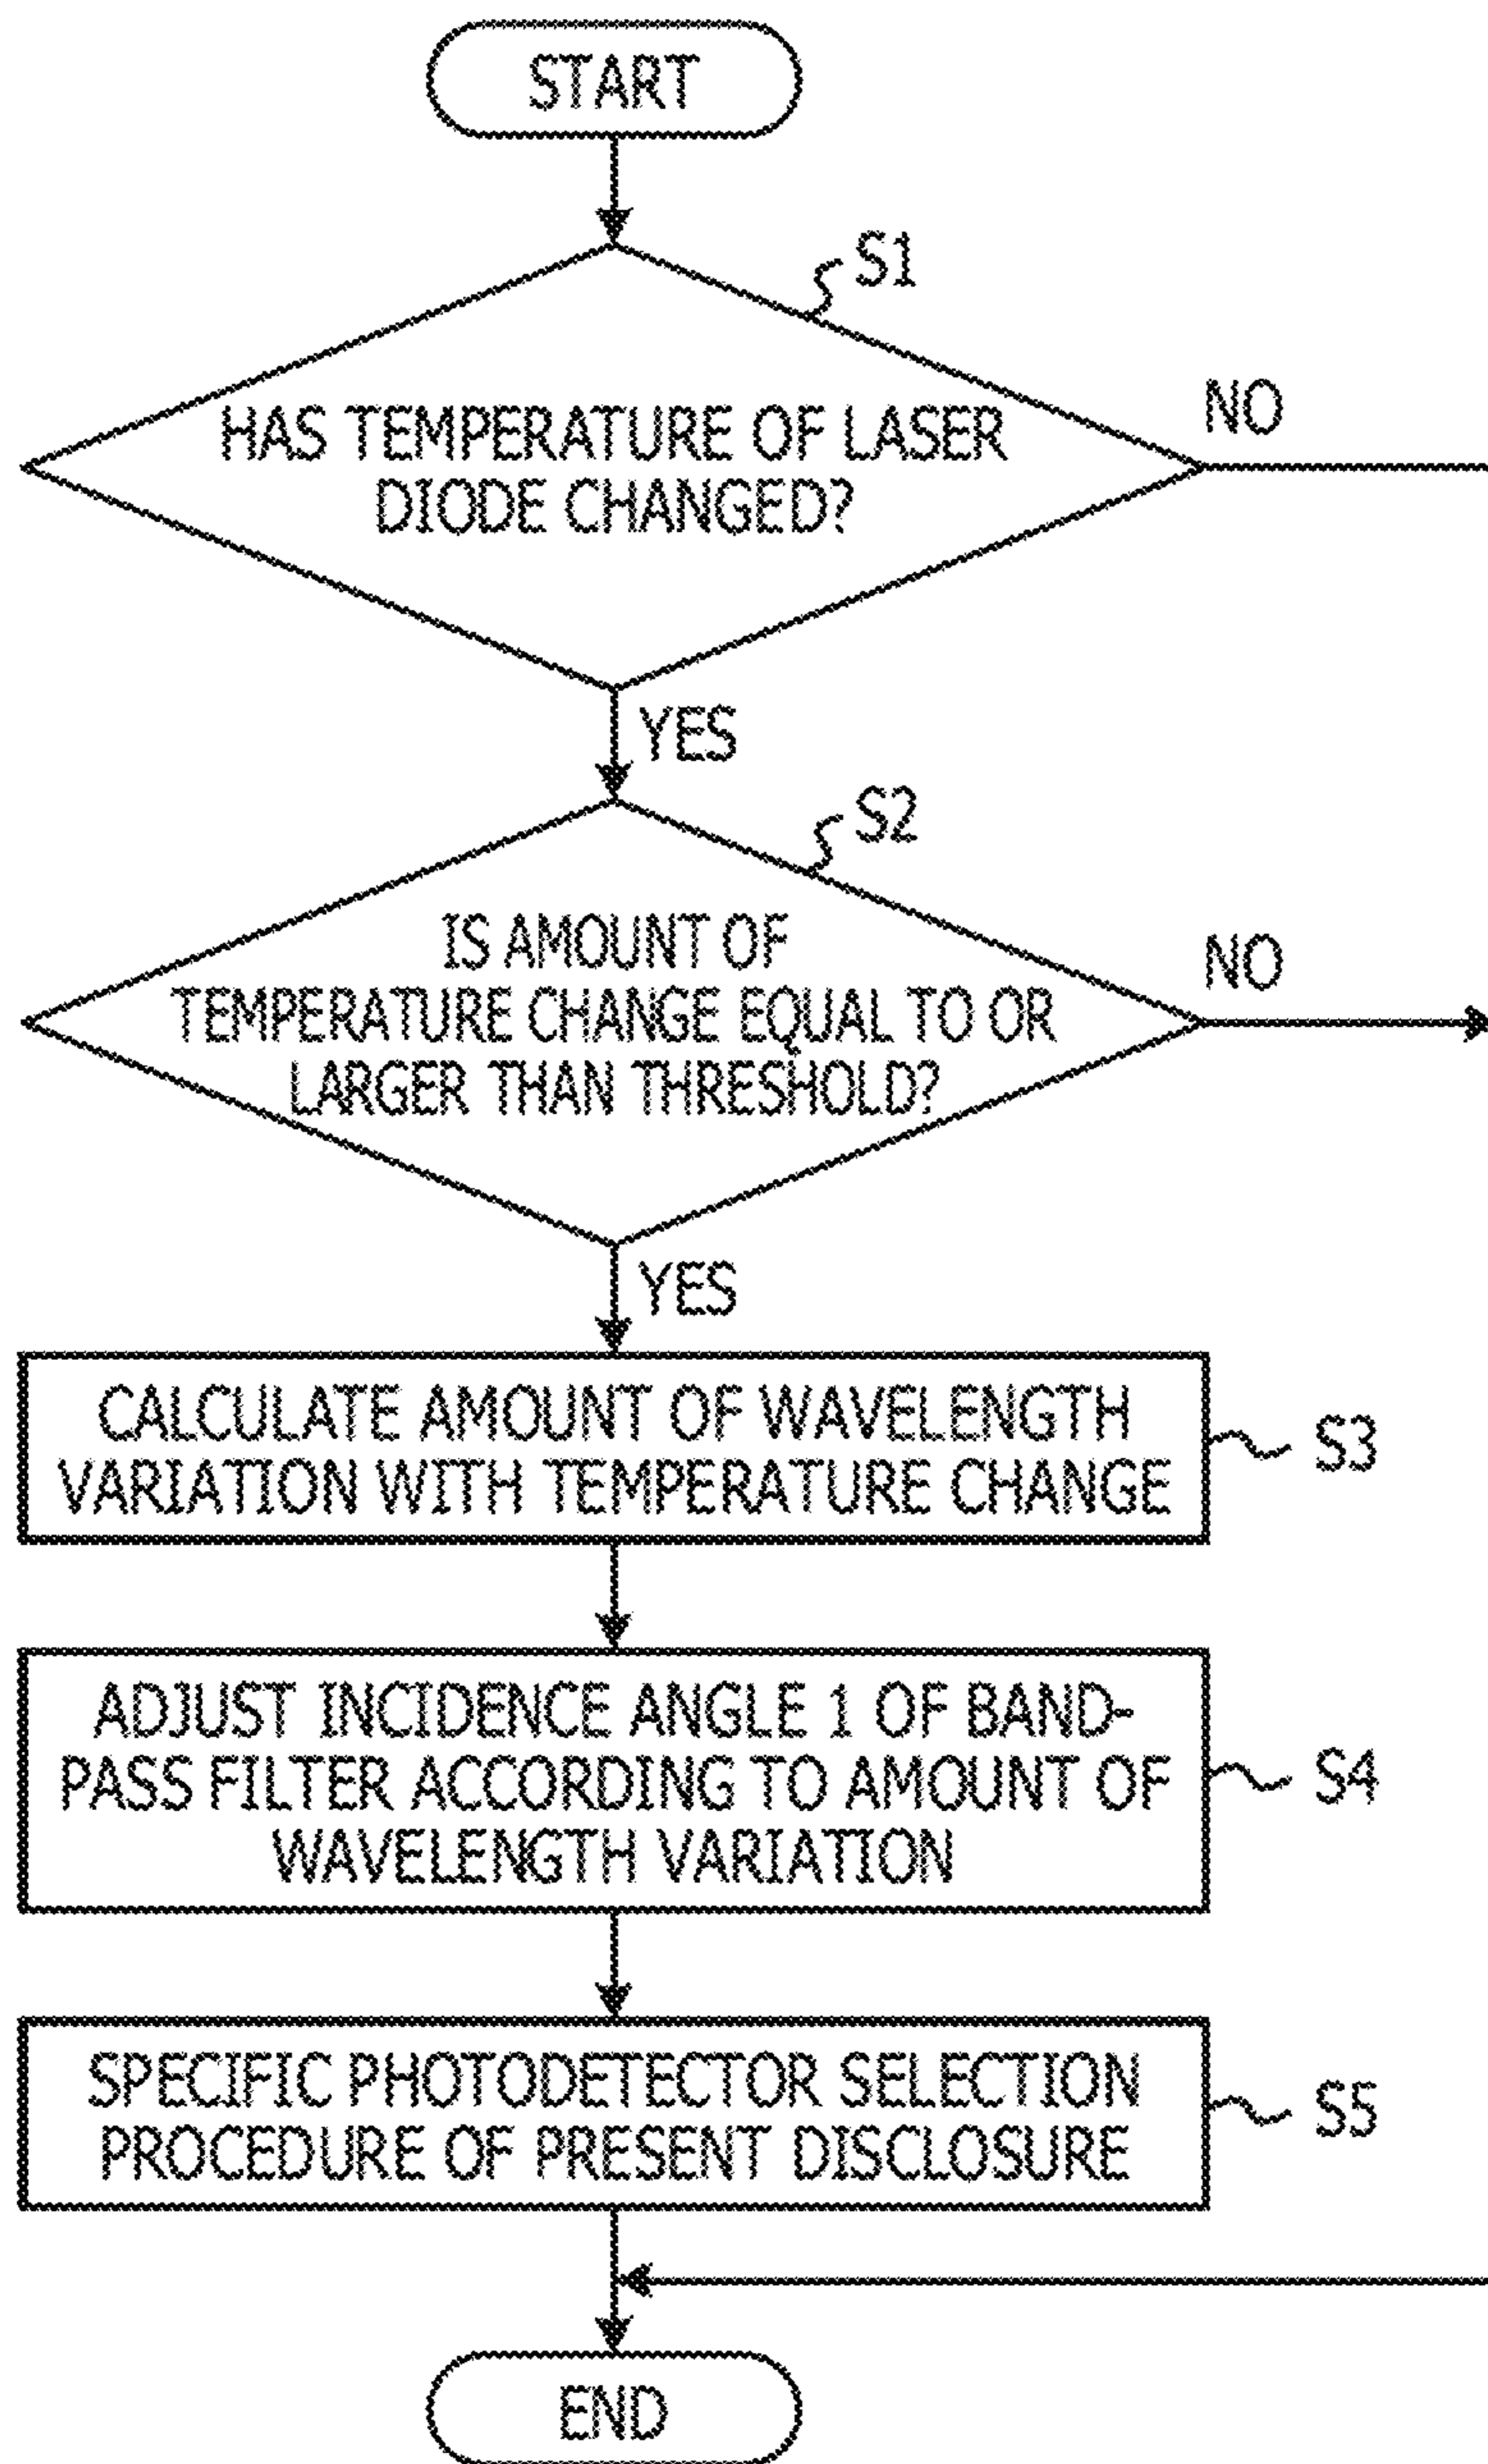 START
S1
HAS TEMPERATURE OF LASER
DIODE CHANGED?
NO
YES
S2
IS AMOUNT OF
TEMPERATURE CHANGE EQUAL TO OR
LARGER THAN THRESHOLD?
NO
YES
CALCULATE AMOUNT OF WAVELENGTH
VARIATION WITH TEMPERATURE CHANGE
S3
ADJUST INCIDENCE ANGLE 1 OF BAND-
PASS FILTER ACCORDING TO AMOUNT OF
WAVELENGTH VARIATION
S4
SPECIFIC PHOTODETECTOR SELECTION
PROCEDURE OF PRESENT DISCLOSURE
S5
END